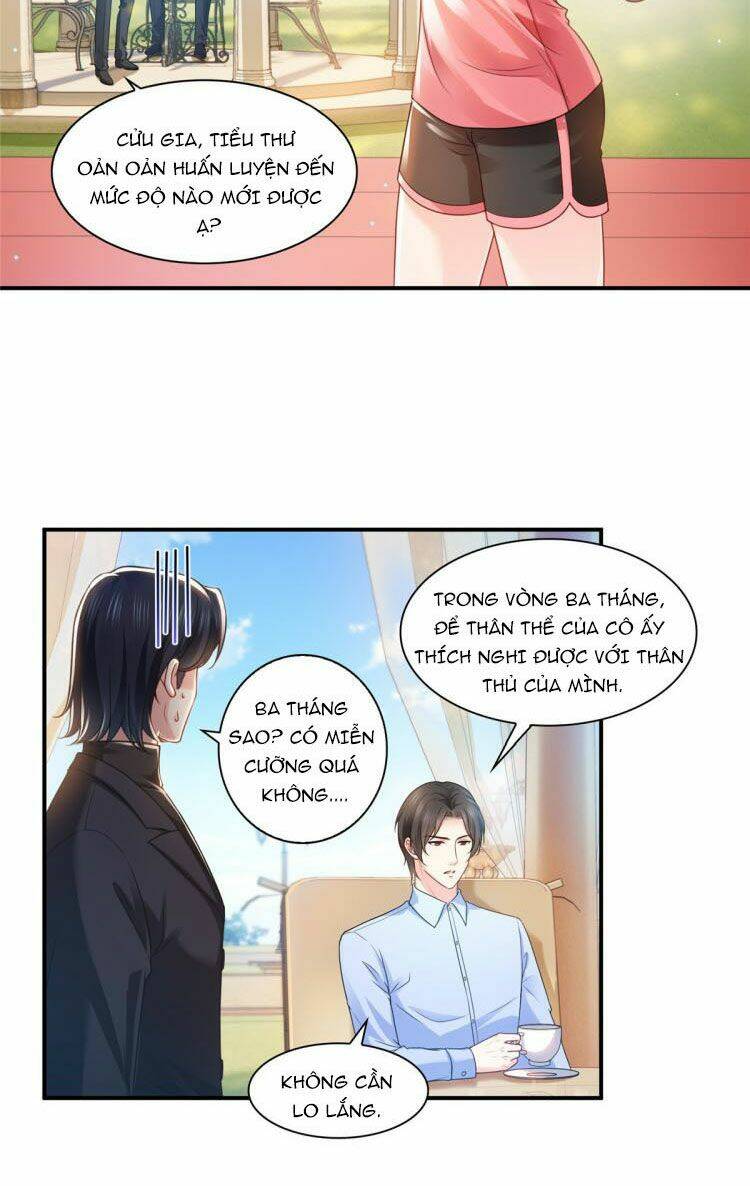 CỬU GIA, TIỂU THƯ
OẢN OẢN HUẤN LUYỆN ĐẾN
MỨC ĐỘ NÀO MỚI ĐƯỢC
Ạ?
TRONG VÒNG BA THÁNG,
ĐỂ THÂN THỂ CỦA CÔ ẤY
THÍCH NGHI ĐƯỢC VỚI THÂN
THỦ CỦA MÌNH.
BA THÁNG
SAO? CÓ MIỄN
CƯỠNG QUÁ
KHÔNG....
KHÔNG CẦN
LO LẮNG.